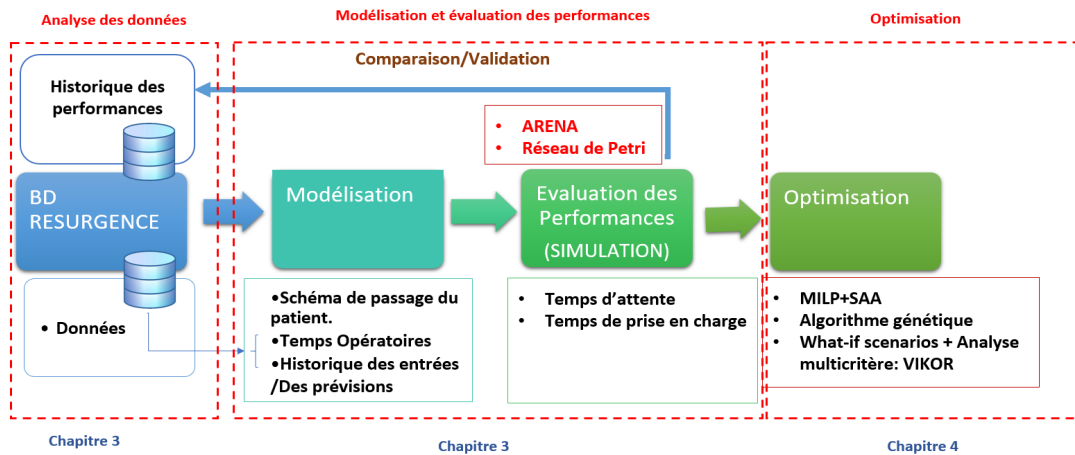 Analyse des données
Modélisation et évaluation des performances
Optimisation
Comparaison/Validation
Historique des
performances
• ARENA
• Réseau de Petri
BD
RESURGENCE
Modélisation
Evaluation des
Performances
(SIMULATION)
Optimisation
• Données
•Schéma de passage du
patient.
•Temps Opératoires
•Historique des entrées
/Des prévisions
• Temps d'attente
• Temps de prise en charge
• MILP+SAA
• Algorithme génétique
• What-if scenarios + Analyse
multicritère: VIKOR
Chapitre 3
Chapitre 3
Chapitre 4